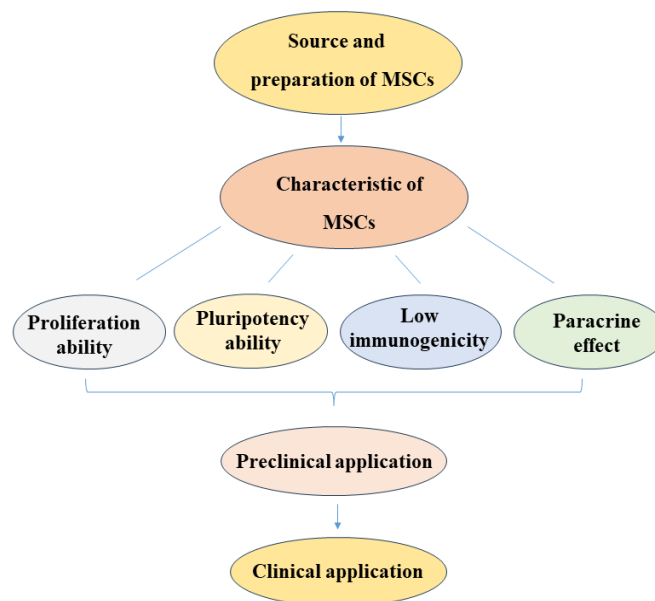 Source and
preparation of MSCs
Characteristic of
MSCs
Proliferation
ability
Pluripotency
ability
Low
immunogenicity
Paracrine
effect
Preclinical application
Clinical application